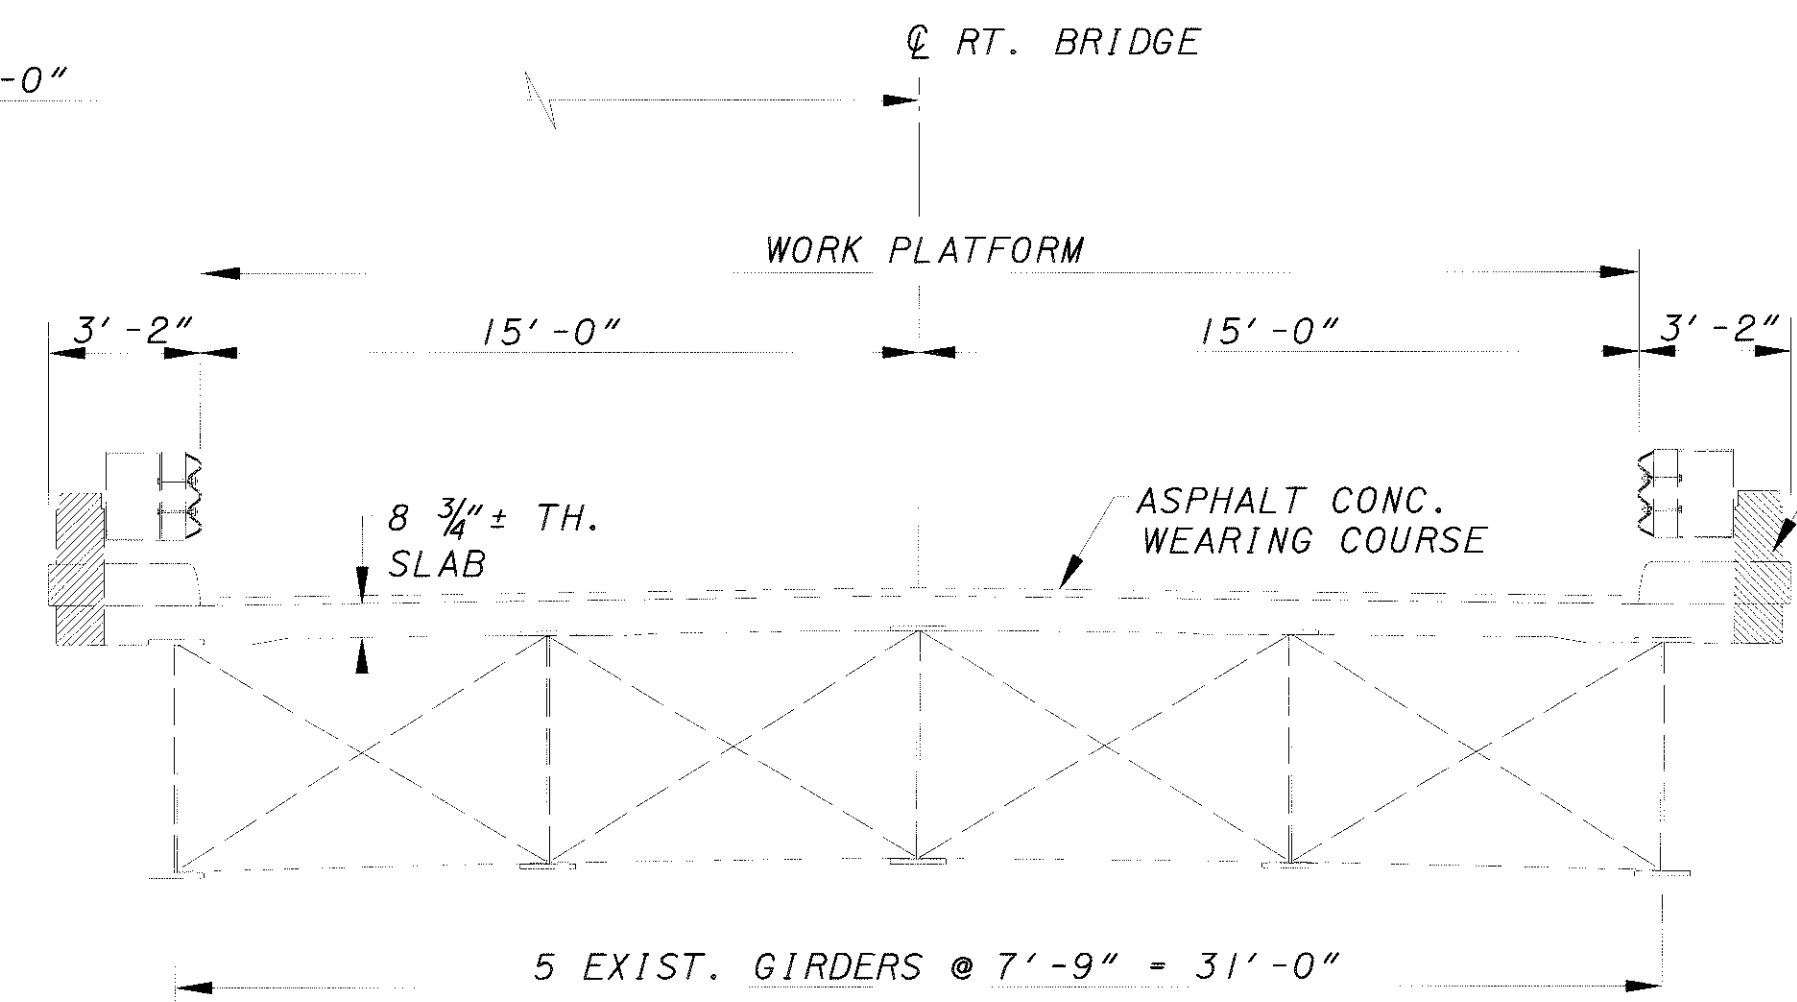 ℄ RT. BRIDGE
-0"
WORK PLATFORM
3'-2" 15'-0" 15'-0" 3'-2"
8 3/4"± TH.
SLAB
ASPHALT CONC.
WEARING COURSE
5 EXIST. GIRDERS @ 7'-9" = 31'-0"